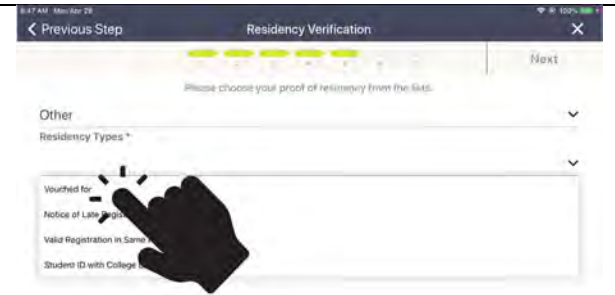 8:47 AM Mon Apr 29
100%
Previous Step
Residency Verification
Next
Please choose your proof of residency from the lists.
Other
Residency Types *
Vouched for
Notice of Late
Valid Registration in Same
Student ID with College